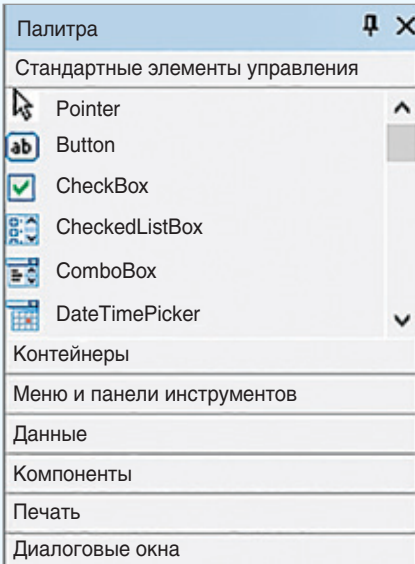 Палитра
Стандартные элементы управления
Pointer
ab Button
CheckBox
CheckedListBox
ComboBox
DateTimePicker
Контейнеры
Меню и панели инструментов
Данные
Компоненты
Печать
Диалоговые окна